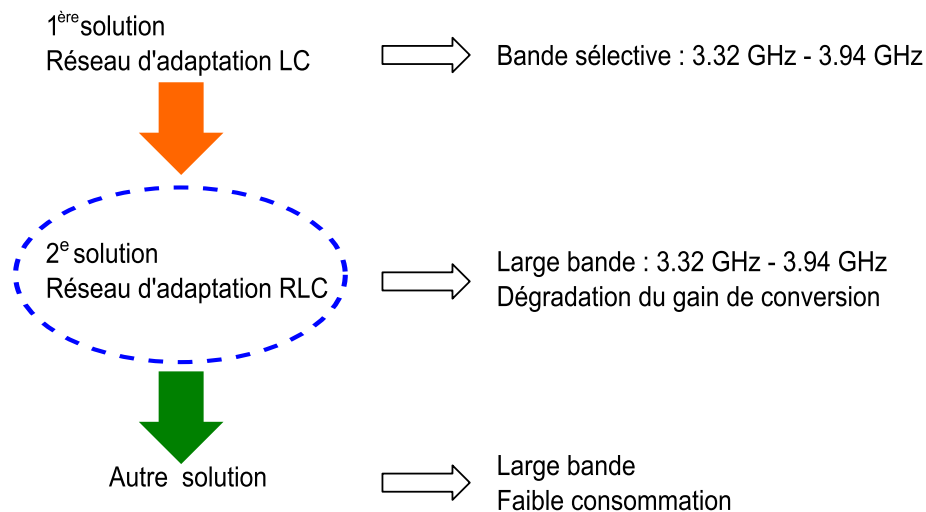 1ère solution
Réseau d'adaptation LC
Bande sélective : 3.32 GHz - 3.94 GHz
2e solution
Réseau d'adaptation RLC
Large bande : 3.32 GHz - 3.94 GHz
Dégradation du gain de conversion
Autre solution
Large bande
Faible consommation